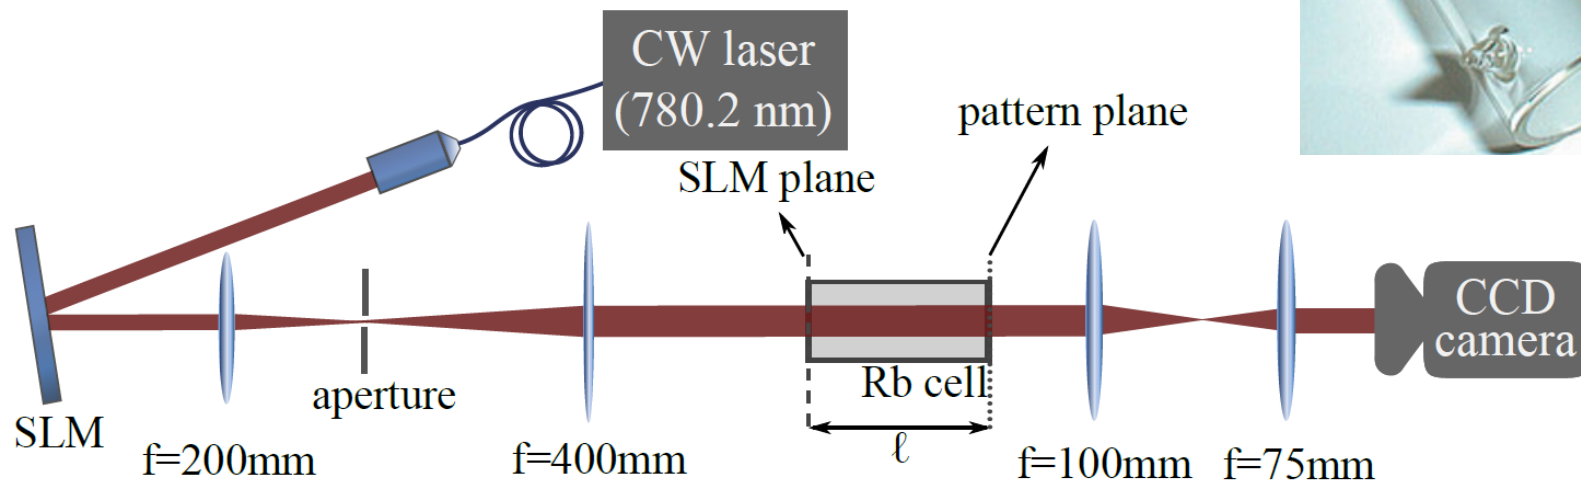 CW laser
(780.2 nm)
pattern plane
SLM plane
aperture
Rb cell
CCD
camera
SLM
ℓ
f=200mm
f=400mm
f=100mm
f=75mm